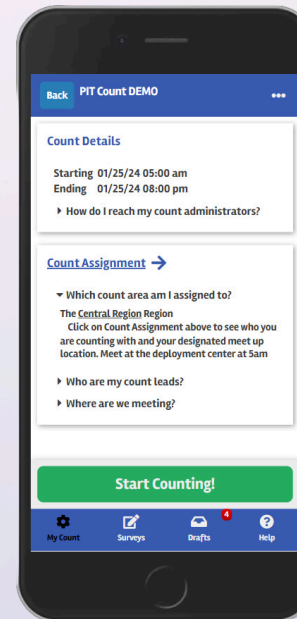 Back PIT Count DEMO
Count Details
Starting 01/25/24 05:00 am
Ending 01/25/24 08:00 pm
How do I reach my count administrators?
Count Assignment
Which count area am I assigned to?
The Central Region Region
Click on Count Assignment above to see who you
are counting with and your designated meet up
location. Meet at the deployment center at 5am
Who are my count leads?
Where are we meeting?
Start Counting!
4
My Count Surveys Drafts Help